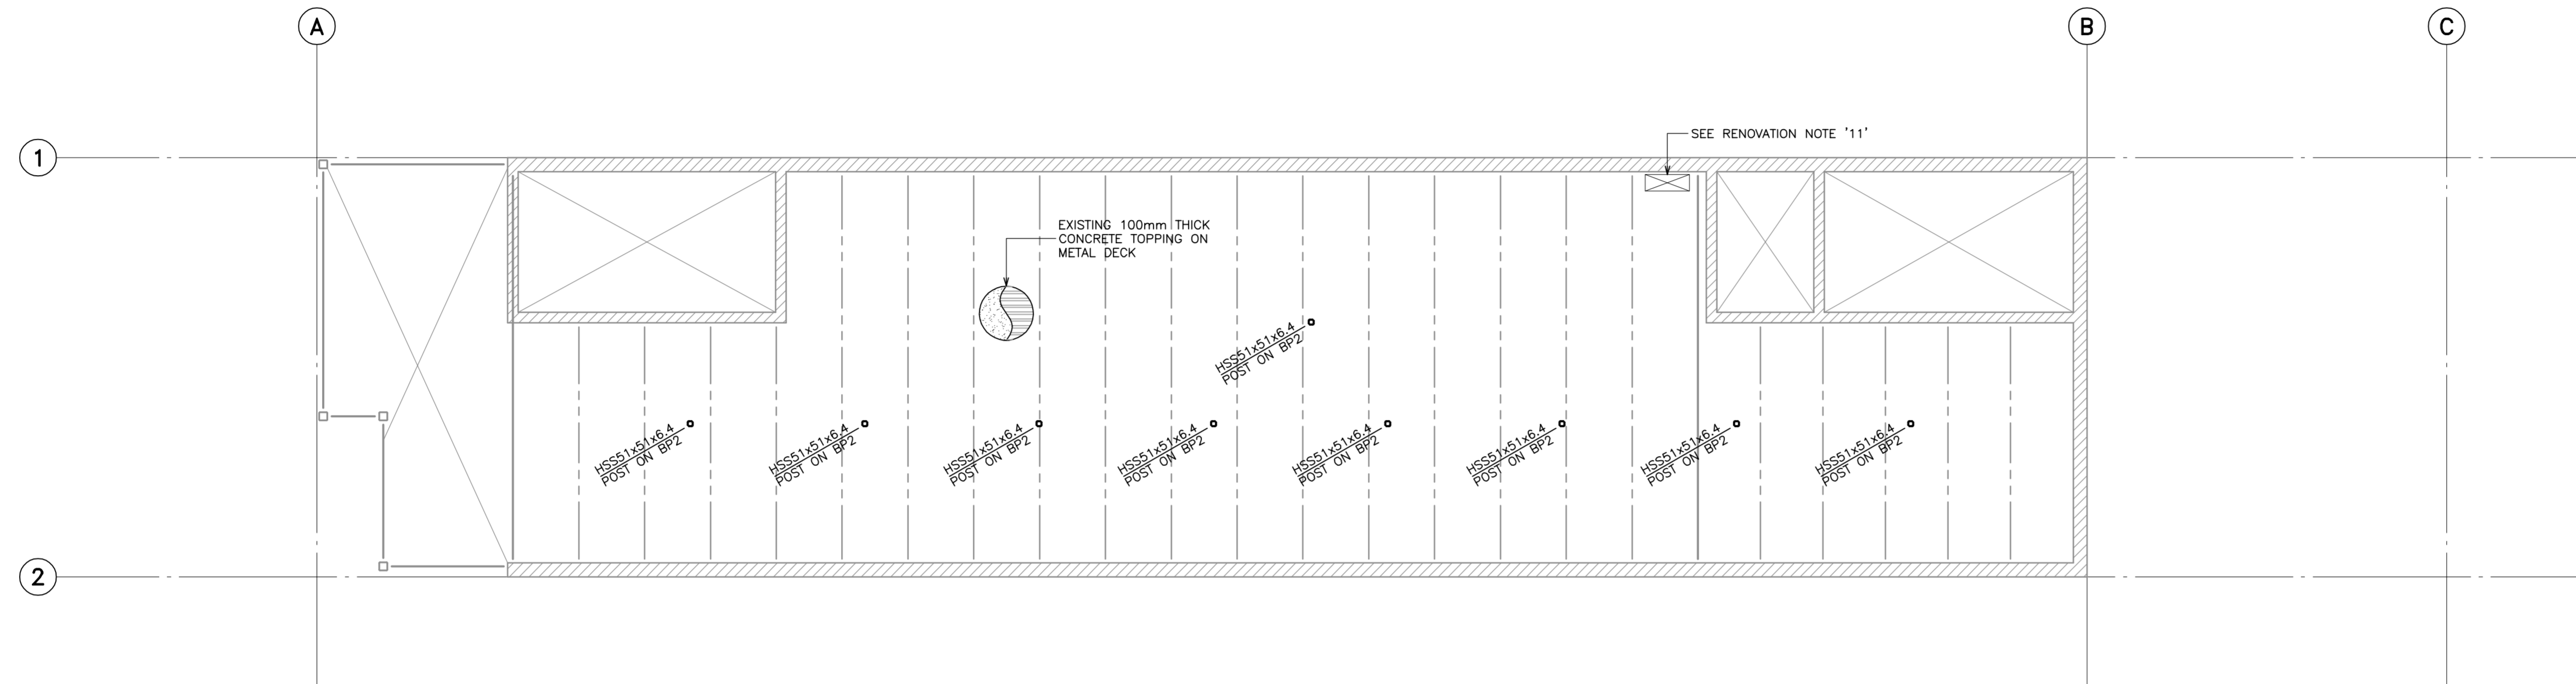 A
B
C
1
SEE RENOVATION NOTE '11'
EXISTING 100mm THICK
CONCRETE TOPPING ON
METAL DECK
HSS51x51x6.4
POST ON BP2
HSS51x51x6.4
POST ON BP2
HSS51x51x6.4
POST ON BP2
HSS51x51x6.4
POST ON BP2
HSS51x51x6.4
POST ON BP2
HSS51x51x6.4
POST ON BP2
HSS51x51x6.4
POST ON BP2
HSS51x51x6.4
POST ON BP2
HSS51x51x6.4
POST ON BP2
2